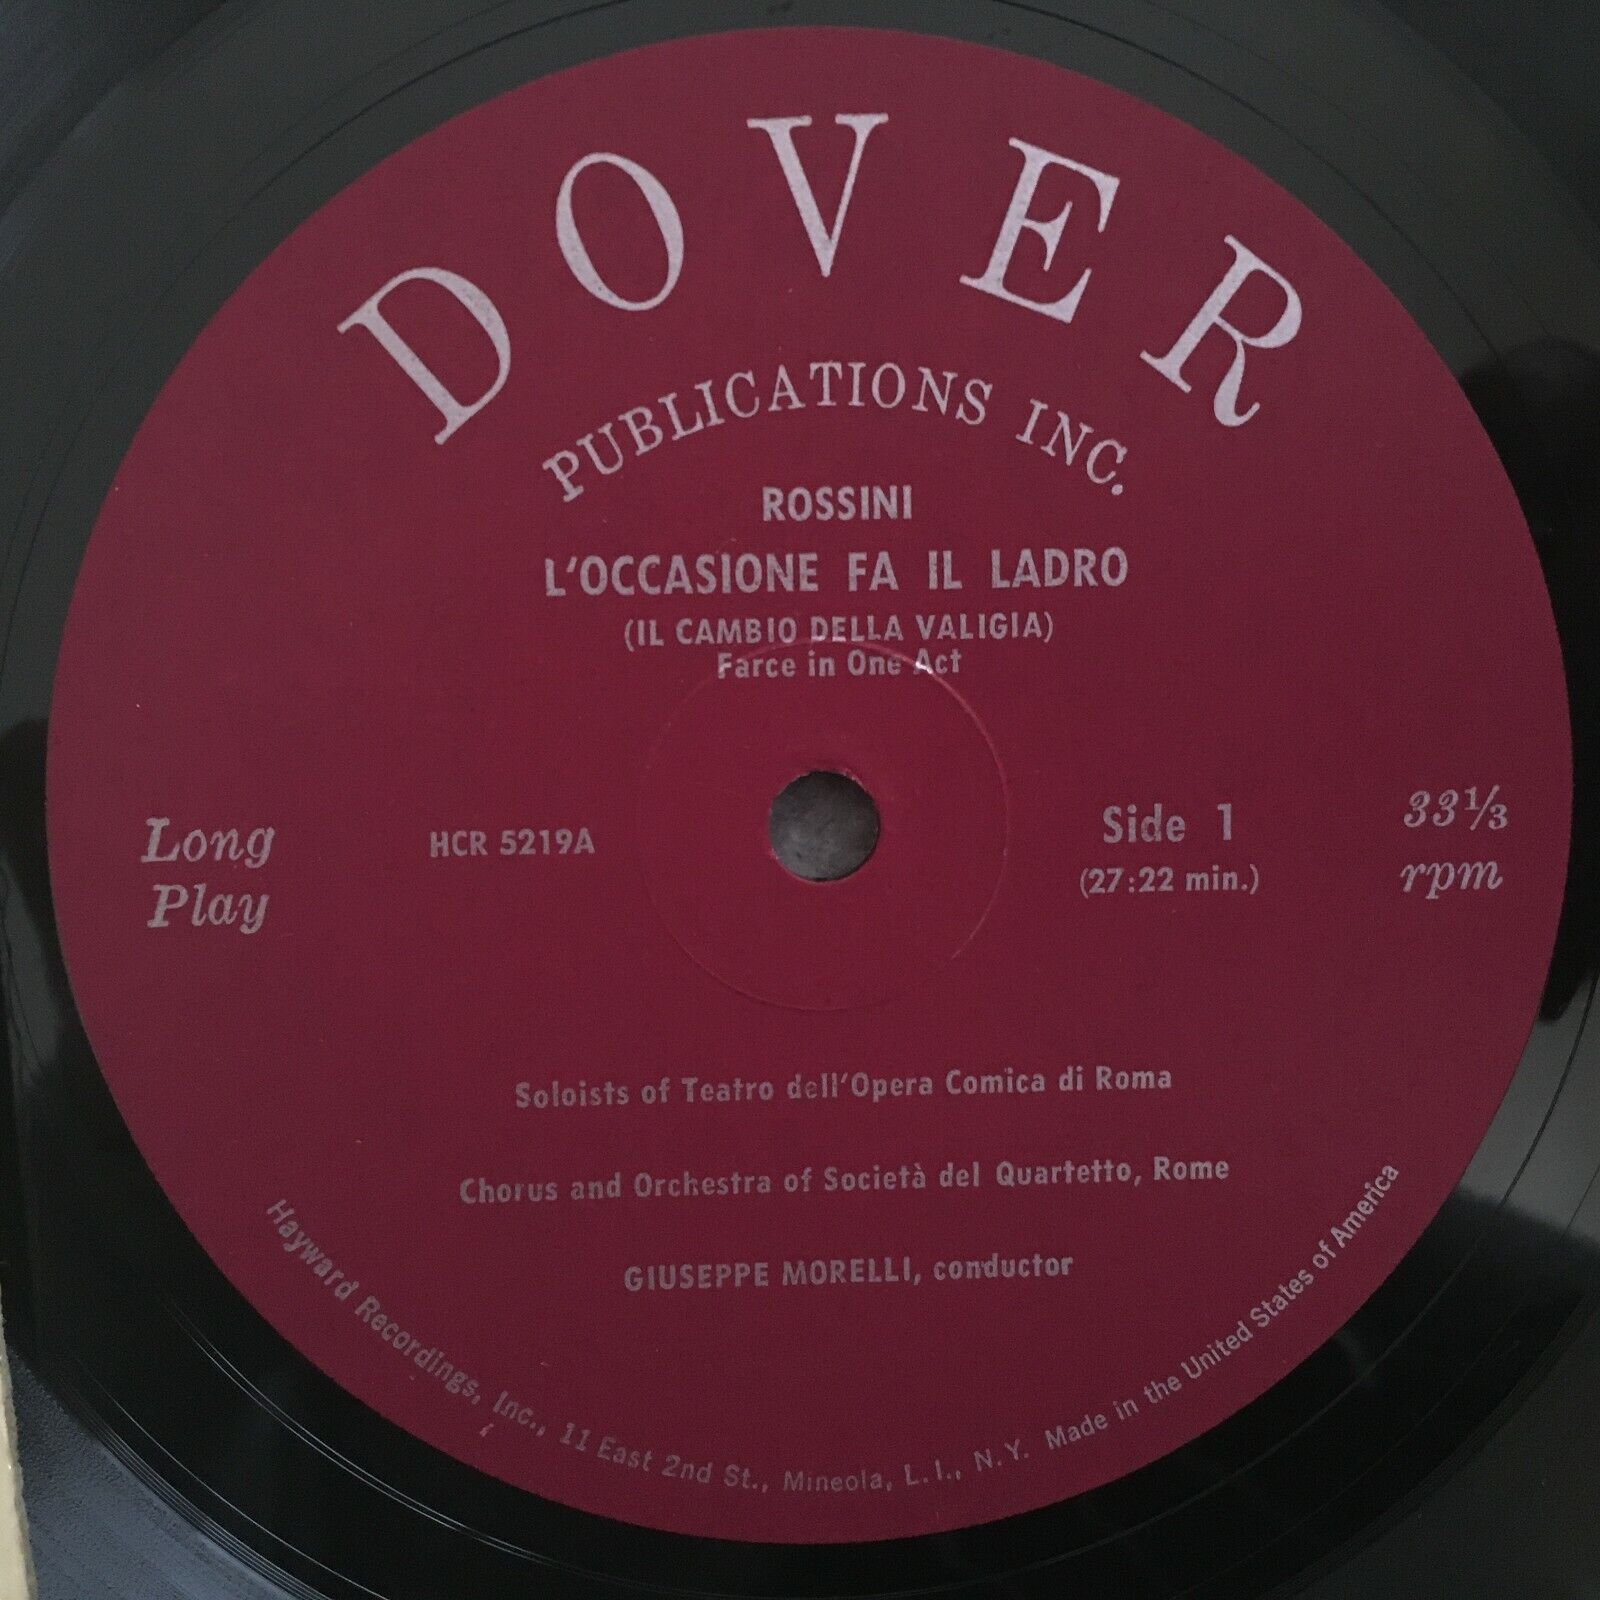 DOVER
PUBLICATIONS INC.
ROSSINI
L'OCCASIONE FA IL LADRO
(IL CAMBIO DELLA VALIGIA)
Farce in One Act
Long
Play
HCR 5219A
Side 1
(27:22 min.)
33⅓
rpm
Soloists of Teatro dell'Opera Comica di Roma
Chorus and Orchestra of Società del Quartetto, Rome
GIUSEPPE MORELLI, conductor
Hayward Recordings, Inc., 11 East 2nd St., Mineola, L.I., N.Y. Made in the United States of America